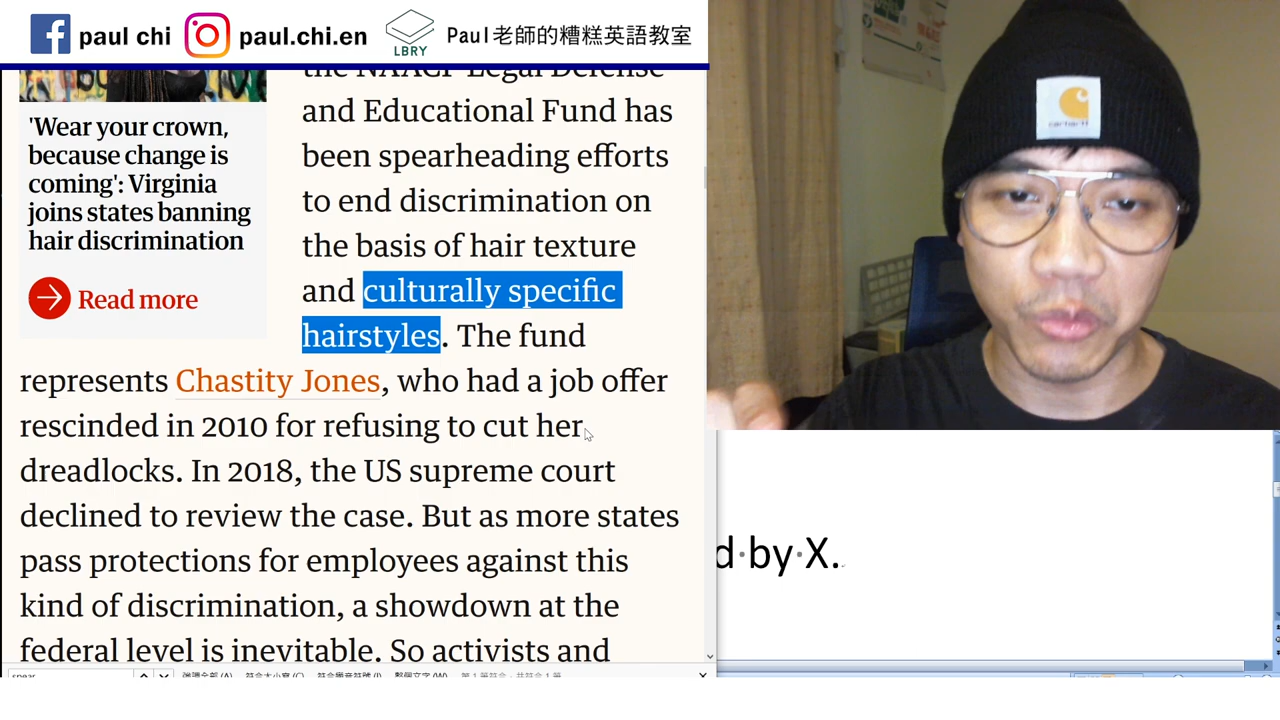 paul chi
paul.chi.en
LBRY
Paul老師的糟糕英語教室
the NAACP Legal Defense
and Educational Fund has
been spearheading efforts
to end discrimination on
the basis of hair texture
and culturally specific
hairstyles. The fund
represents Chastity Jones, who had a job offer
rescinded in 2010 for refusing to cut her
dreadlocks. In 2018, the US supreme court
declined to review the case. But as more states
pass protections for employees against this
kind of discrimination, a showdown at the
federal level is inevitable. So activists and
'Wear your crown,
because change is
coming': Virginia
joins states banning
hair discrimination
Read more
carhartt
d by X.